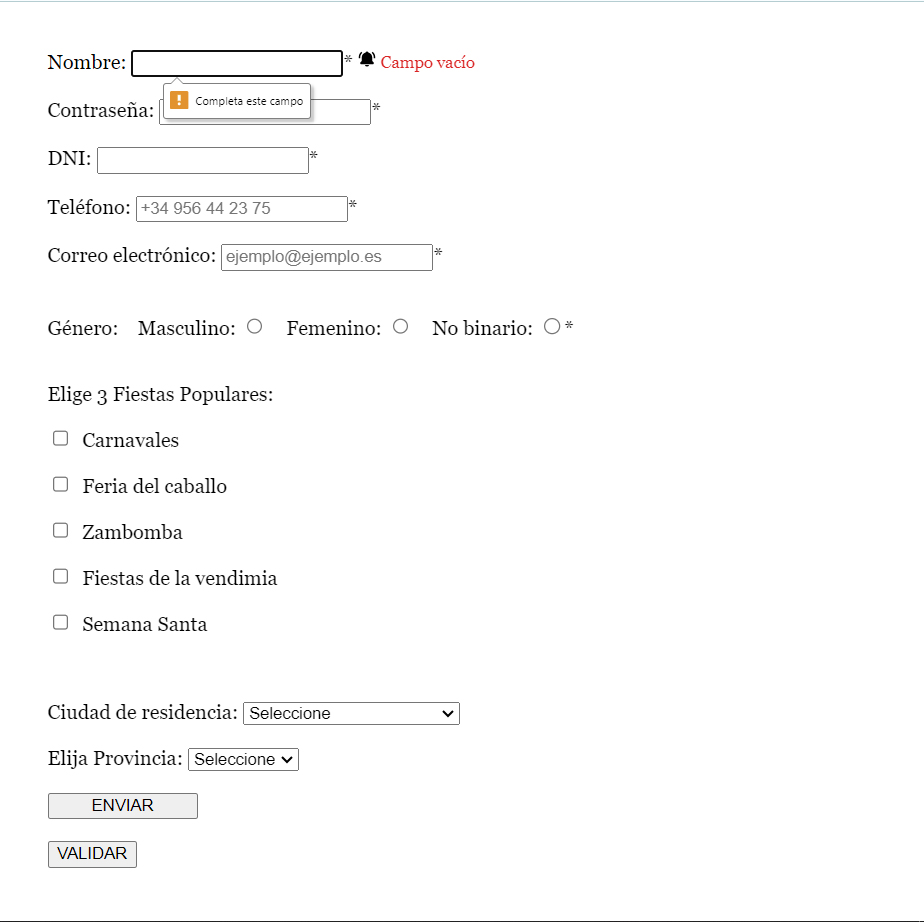 Nombre: * Campo vacío
Completa este campo
Contraseña: *
DNI: *
Teléfono: +34 956 44 23 75 *
Correo electrónico: ejemplo@ejemplo.es *
Género: Masculino: Femenino: No binario: *
Elige 3 Fiestas Populares:
Carnavales
Feria del caballo
Zambomba
Fiestas de la vendimia
Semana Santa
Ciudad de residencia: Seleccione
Elija Provincia: Seleccione
ENVIAR
VALIDAR